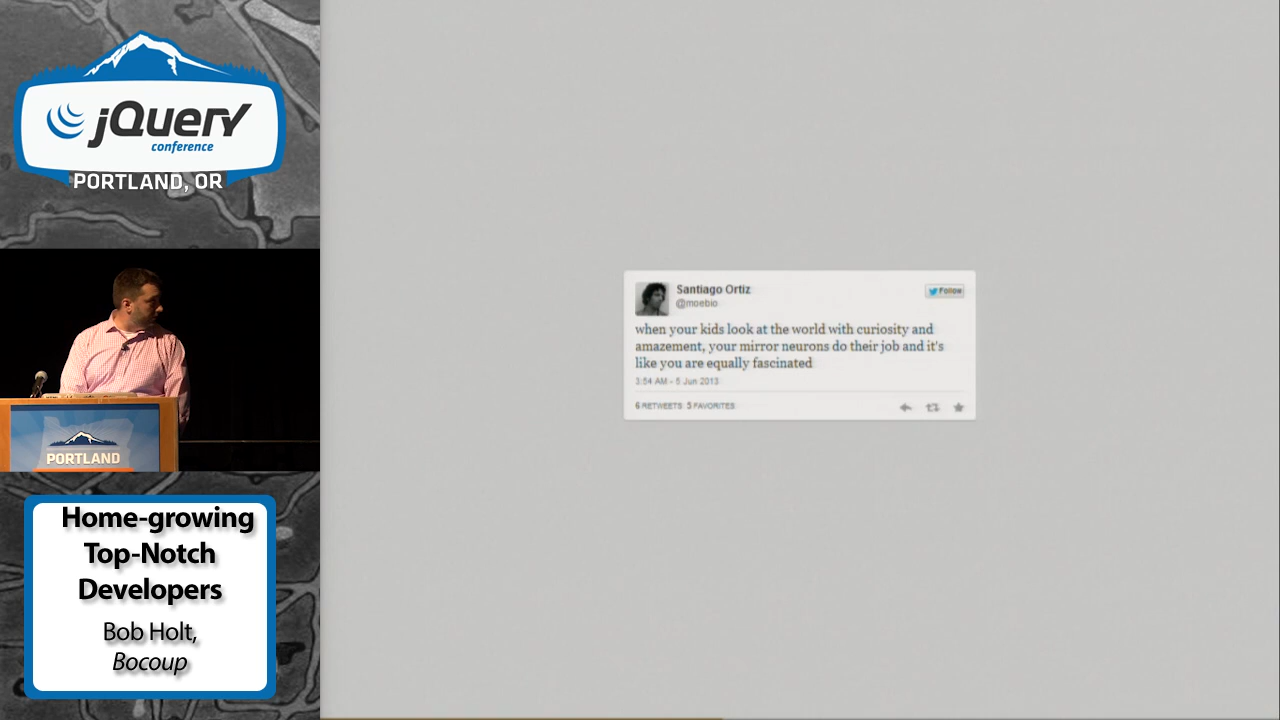 jQuery
conference
PORTLAND, OR
PORTLAND
Home-growing
Top-Notch
Developers
Bob Holt,
Bocoup
Santiago Ortiz
@moebio
Follow
when your kids look at the world with curiosity and
amazement, your mirror neurons do their job and it's
like you are equally fascinated
3:54 AM - 5 Jun 2013
6 RETWEETS 5 FAVORITES